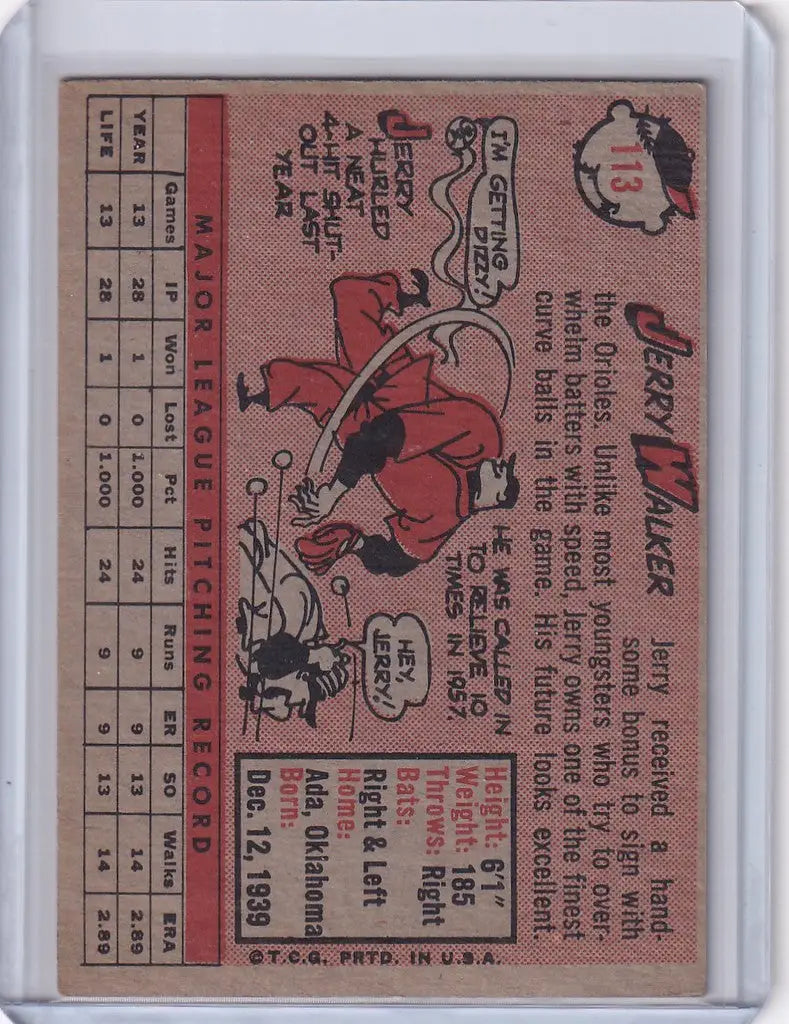 113
JERRY WALKER
Jerry received a hand-
some bonus to sign with
the Orioles. Unlike most youngsters who try to over-
whelm batters with speed, Jerry owns one of the finest
curve balls in the game. His future looks excellent.
I'M GETTING
DIZZY!
JERRY
HURLED
A NEAT
4-HIT SHUT-
OUT LAST
YEAR
HE WAS CALLED IN
TO RELIEVE 10
TIMES IN 1957.
HEY,
JERRY!
Height: 6'1"
Weight: 185
Throws: Right
Bats:
Right & Left
Home:
Ada, Oklahoma
Born:
Dec. 12, 1939
MAJOR LEAGUE PITCHING RECORD
Games IP Won Lost Pct Hits Runs ER SO Walks ERA
YEAR 13 28 1 0 1.000 24 9 9 13 14 2.89
LIFE 13 28 1 0 1.000 24 9 9 13 14 2.89
©T.C.G. PRTD. IN U.S.A.